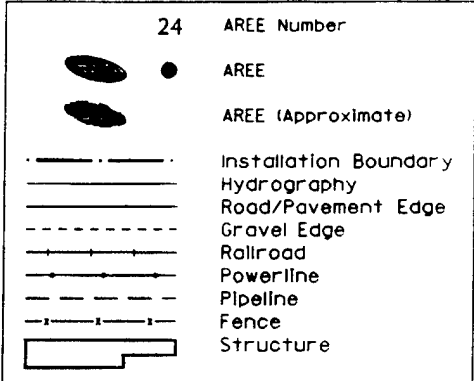 24 AREE Number
AREE
AREE (Approximate)
Installation Boundary
Hydrography
Road/Pavement Edge
Gravel Edge
Railroad
Powerline
Pipeline
Fence
Structure